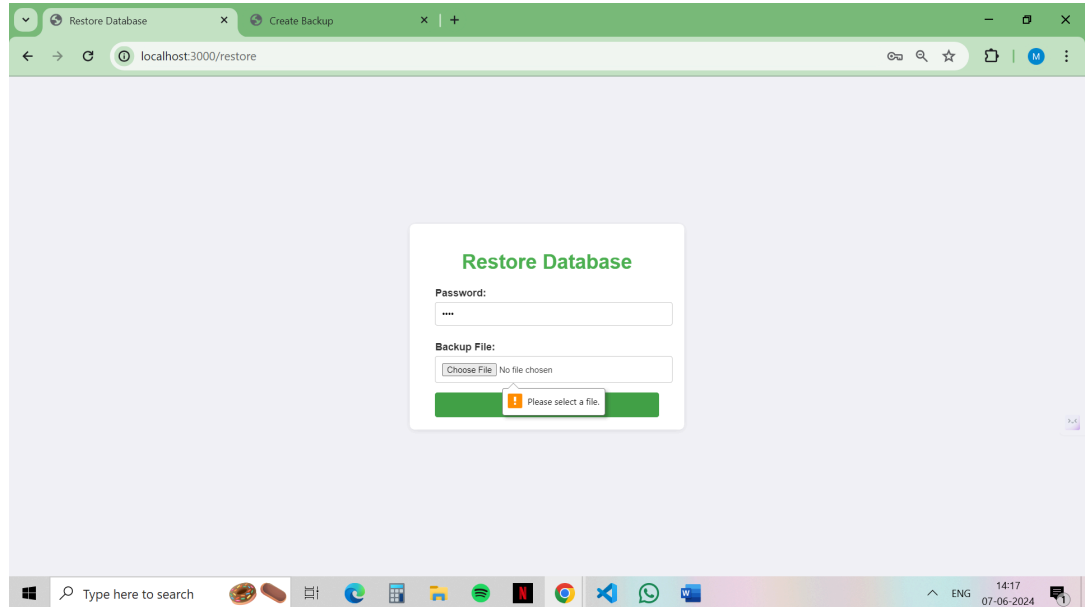 Restore Database
Create Backup
localhost:3000/restore
M
Restore Database
Password:
••••
Backup File:
Choose File No file chosen
Please select a file.
Type here to search
N
W
ENG
14:17
07-06-2024
1